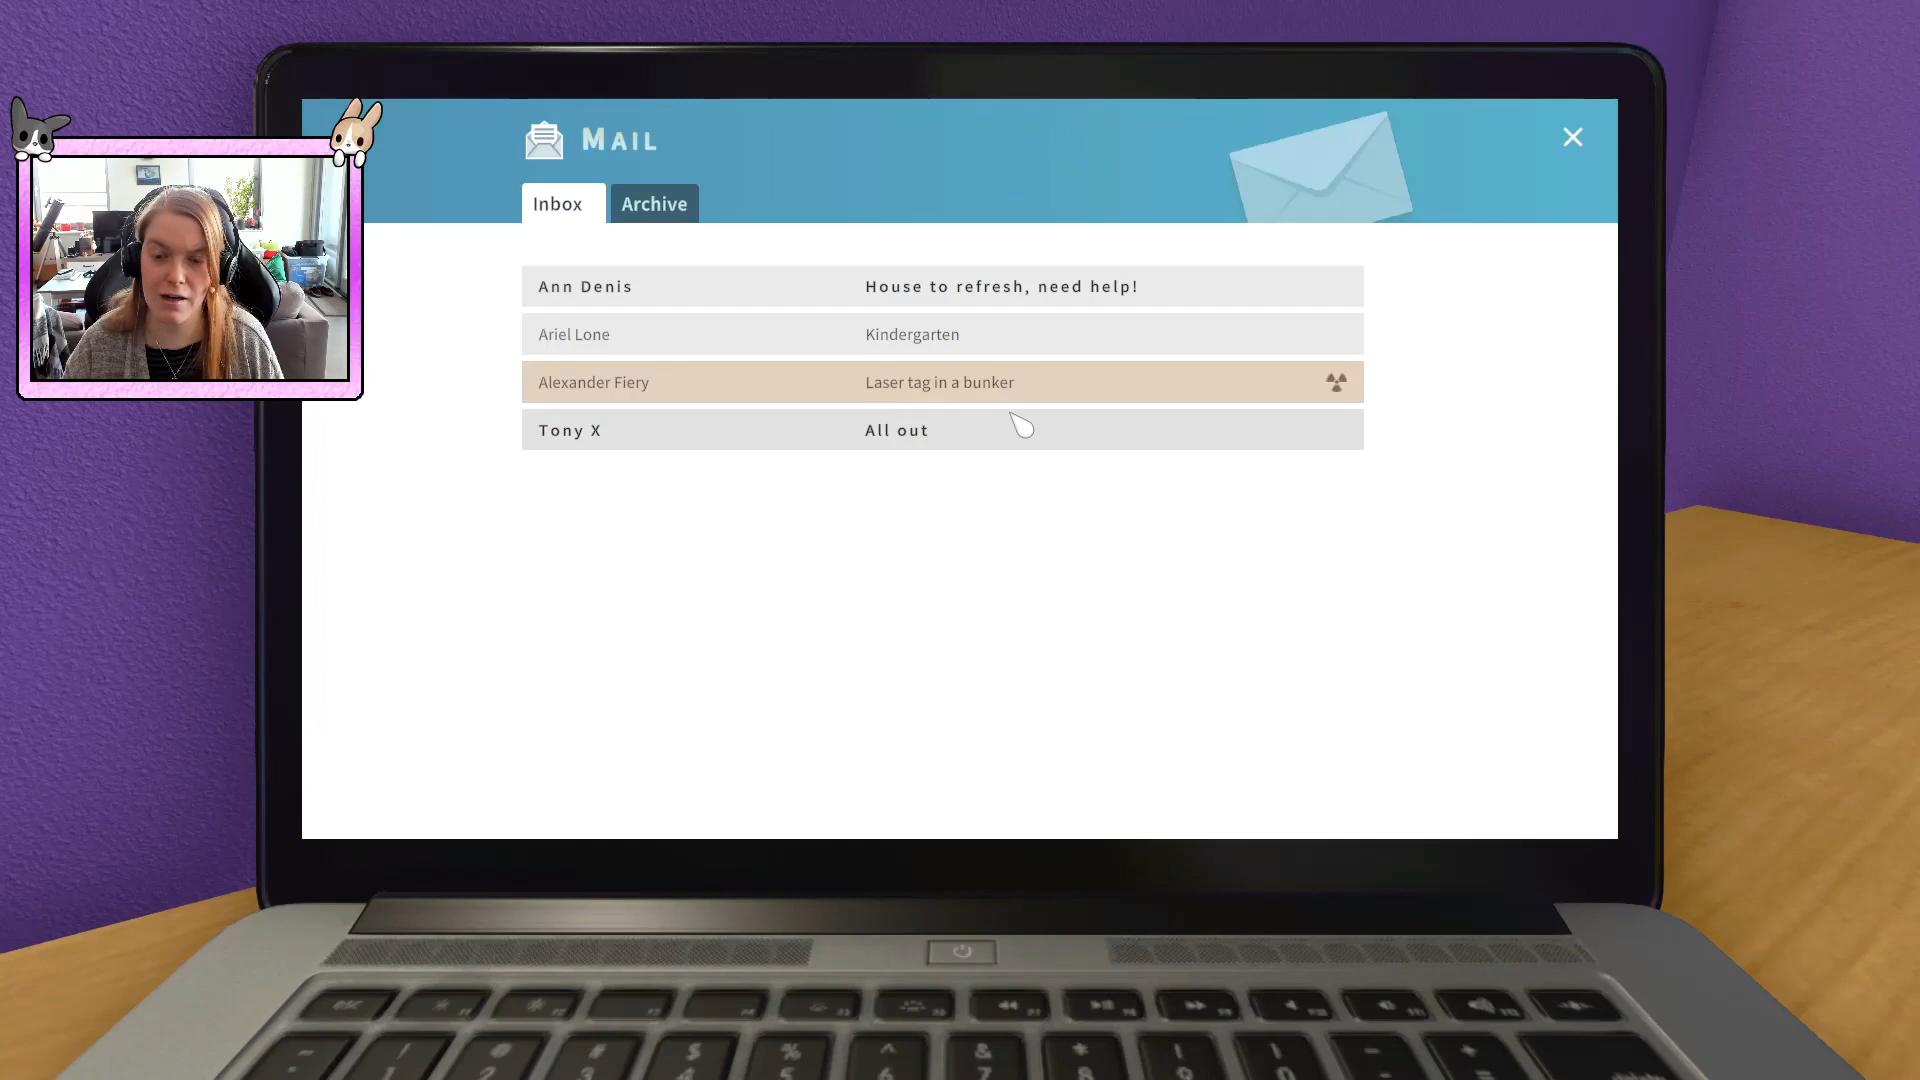 MAIL
Inbox
Archive
Ann Denis House to refresh, need help!
Ariel Lone Kindergarten
Alexander Fiery Laser tag in a bunker
Tony X All out